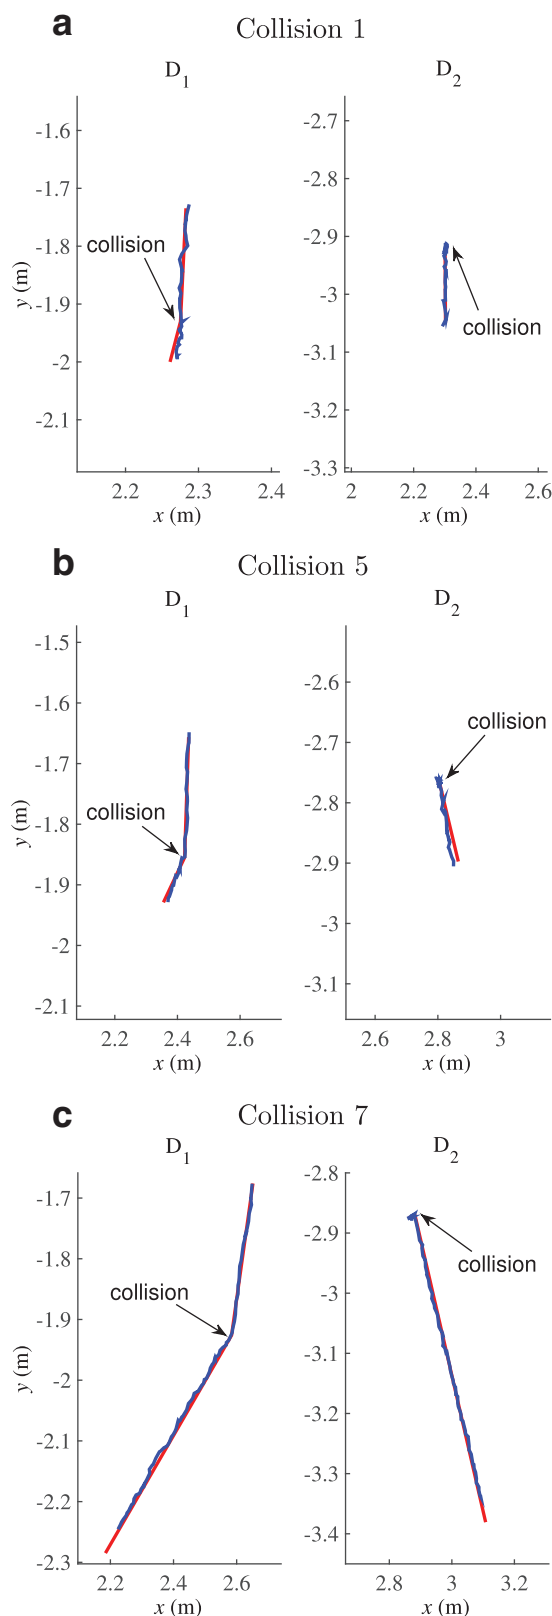 a Collision 1
D1 D2
-1.6
-1.7
-1.8
-1.9
-2
-2.1
y (m)
collision
2.2 2.3 2.4
x (m)
-2.7
-2.8
-2.9
-3
-3.1
-3.2
-3.3
collision
2 2.2 2.4 2.6
x (m)
b Collision 5
D1 D2
-1.5
-1.6
-1.7
-1.8
-1.9
-2
-2.1
y (m)
collision
2.2 2.4 2.6
x (m)
-2.6
-2.7
-2.8
-2.9
-3
-3.1
collision
2.6 2.8 3
x (m)
c Collision 7
D1 D2
-1.7
-1.8
-1.9
-2
-2.1
-2.2
-2.3
y (m)
collision
2.2 2.4 2.6
x (m)
-2.8
-2.9
-3
-3.1
-3.2
-3.3
-3.4
collision
2.8 3 3.2
x (m)